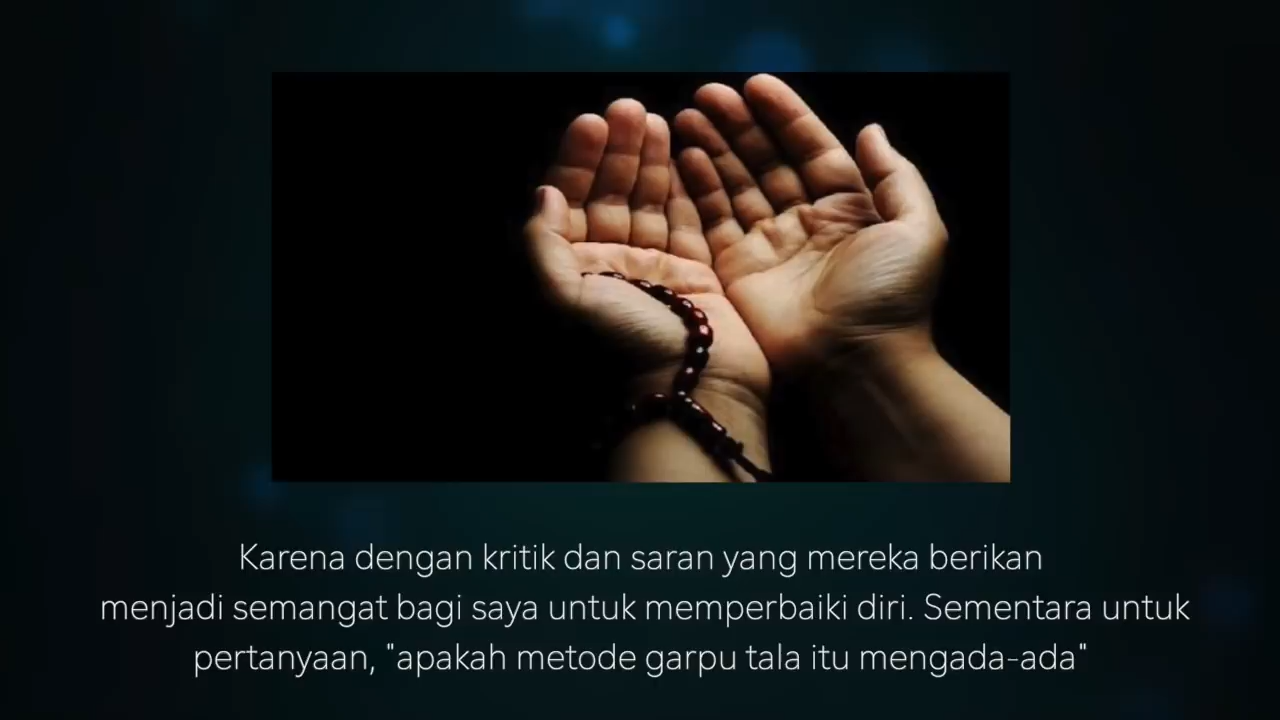 Karena dengan kritik dan saran yang mereka berikan
menjadi semangat bagi saya untuk memperbaiki diri. Sementara untuk
pertanyaan, "apakah metode garpu tala itu mengada-ada"